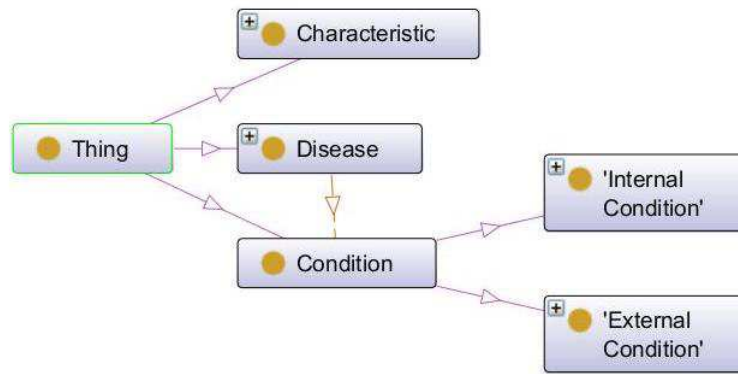 Characteristic
Thing
Disease
'Internal
Condition'
Condition
'External
Condition'